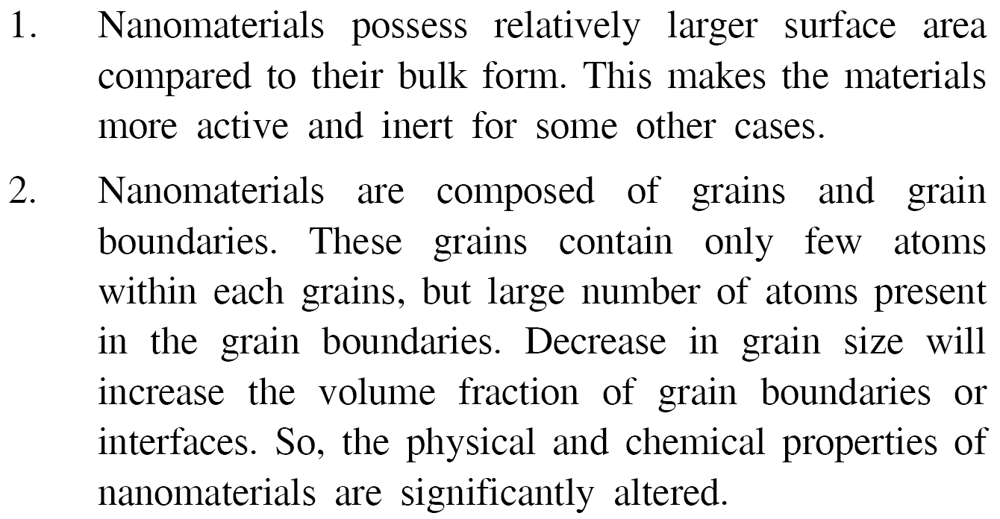 1. Nanomaterials possess relatively larger surface area
compared to their bulk form. This makes the materials
more active and inert for some other cases.
2. Nanomaterials are composed of grains and grain
boundaries. These grains contain only few atoms
within each grains, but large number of atoms present
in the grain boundaries. Decrease in grain size will
increase the volume fraction of grain boundaries or
interfaces. So, the physical and chemical properties of
nanomaterials are significantly altered.